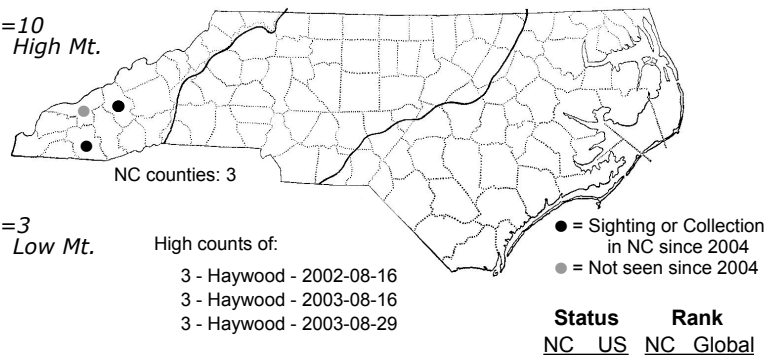 =10
High Mt.
NC counties: 3
=3
Low Mt.
High counts of:
3 - Haywood - 2002-08-16
3 - Haywood - 2003-08-16
3 - Haywood - 2003-08-29
● = Sighting or Collection
in NC since 2004
● = Not seen since 2004
Status Rank
NC US NC Global